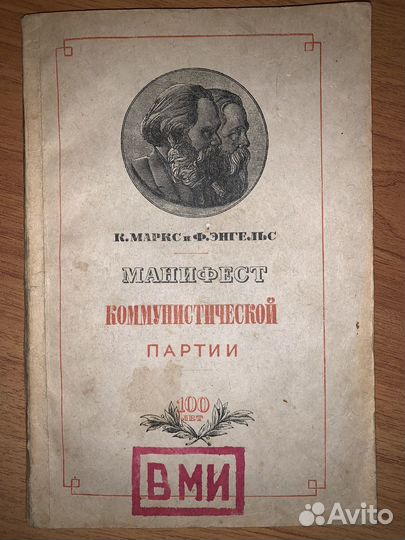 К. МАРКС и Ф. ЭНГЕЛЬС
МАНИФЕСТ
КОММУНИСТИЧЕСКОЙ
ПАРТИИ
100
ЛЕТ
ВМИ
Avito